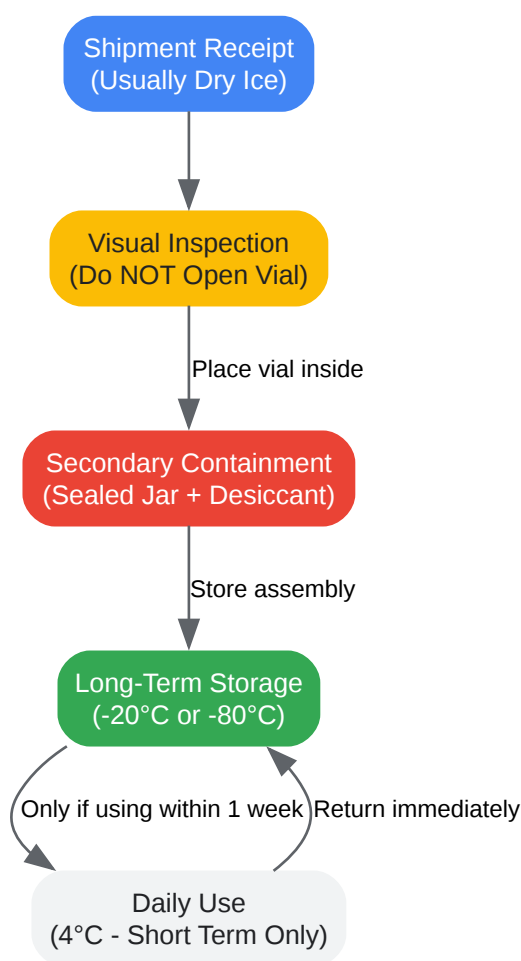 Shipment Receipt
(Usually Dry Ice)
Visual Inspection
(Do NOT Open Vial)
Place vial inside
Secondary Containment
(Sealed Jar + Desiccant)
Store assembly
Long-Term Storage
(-20°C or -80°C)
Only if using within 1 week
Return immediately
Daily Use
(4°C - Short Term Only)